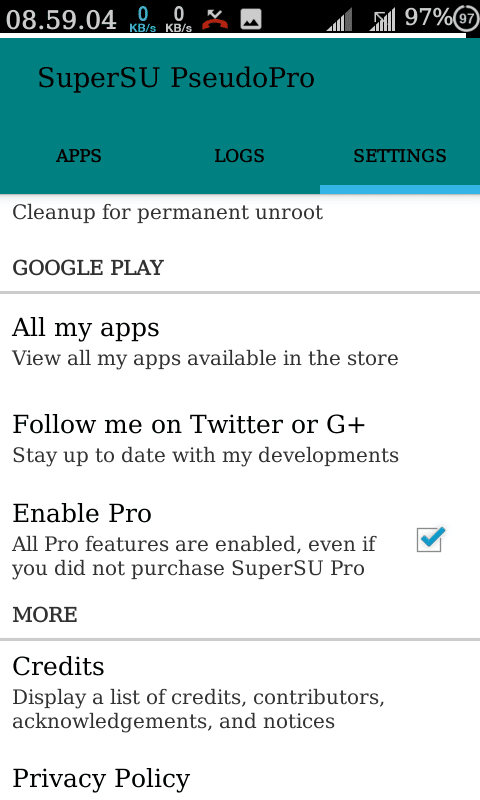 08.59.04 0 KB/s 0 KB/s 97% 97
SuperSU PseudoPro
APPS LOGS SETTINGS
Cleanup for permanent unroot
GOOGLE PLAY
All my apps
View all my apps available in the store
Follow me on Twitter or G+
Stay up to date with my developments
Enable Pro
All Pro features are enabled, even if
you did not purchase SuperSU Pro
MORE
Credits
Display a list of credits, contributors,
acknowledgements, and notices
Privacy Policy